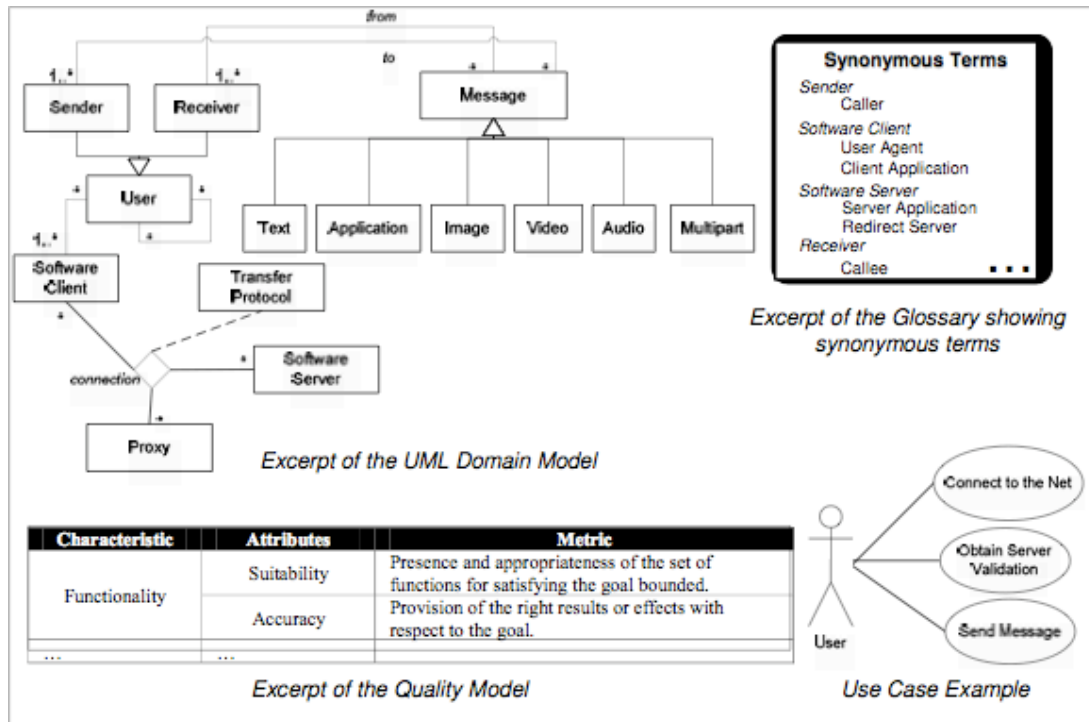 from
to
1..*
1..*
*
*
Sender
Receiver
Message
*
User
*
*
1..*
Text
Application
Image
Video
Audio
Multipart
Software
Client
Transfer
Protocol
*
connection
*
Software
Server
*
Proxy
Excerpt of the UML Domain Model
Synonymous Terms
Sender
Caller
Software Client
User Agent
Client Application
Software Server
Server Application
Redirect Server
Receiver
Callee
...
Excerpt of the Glossary showing
synonymous terms
Characteristic Attributes Metric
Functionality
Suitability
Presence and appropriateness of the set of
functions for satisfying the goal bounded.
Accuracy
Provision of the right results or effects with
respect to the goal.
... ...
Excerpt of the Quality Model
Connect to the Net
Obtain Server
Validation
Send Message
User
Use Case Example